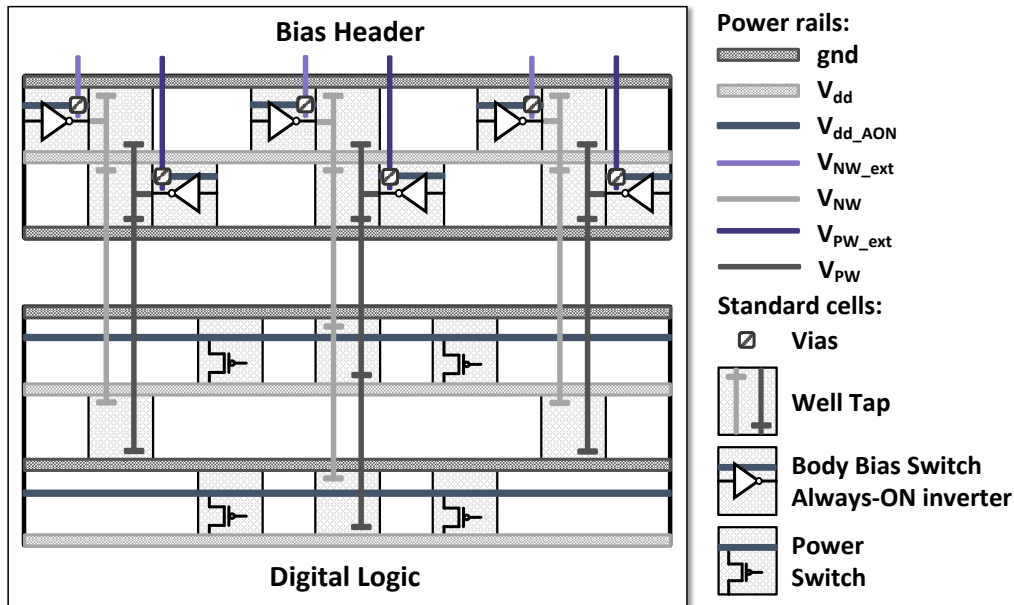 Bias Header
Digital Logic
Power rails:
gnd
Vdd
Vdd_AON
VNW_ext
VNW
VPW_ext
VPW
Standard cells:
Vias
Well Tap
Body Bias Switch
Always-ON inverter
Power
Switch